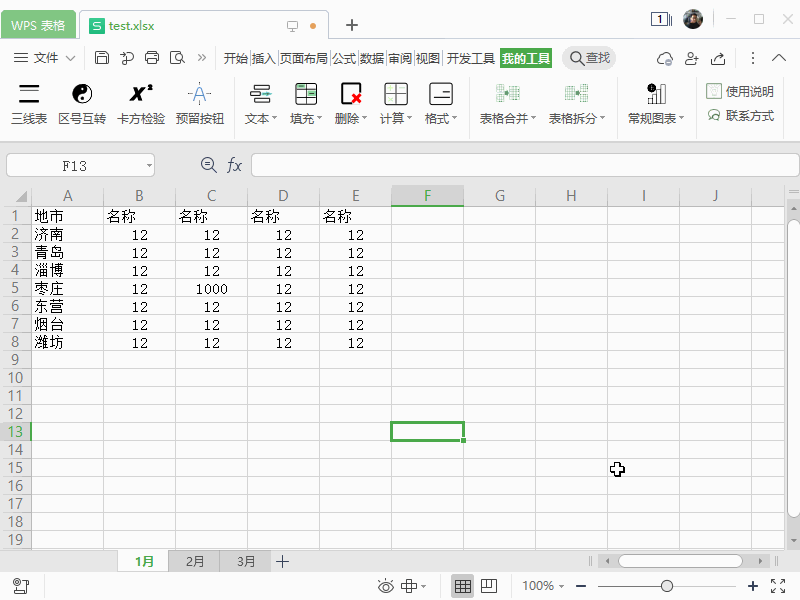 WPS 表格 test.xlsx 1
文件 » 开始 插入 页面布局 公式 数据 审阅 视图 开发工具 我的工具 查找
三线表 区号互转 卡方检验 预留按钮 文本 填充 删除 计算 格式 表格合并 表格拆分 常规图表 使用说明
联系方式
F13 fx
A B C D E F G H I J
1 地市 名称 名称 名称 名称
2 济南 12 12 12 12
3 青岛 12 12 12 12
4 淄博 12 12 12 12
5 枣庄 12 1000 12 12
6 东营 12 12 12 12
7 烟台 12 12 12 12
8 潍坊 12 12 12 12
9
10
11
12
13
14
15
16
17
18
19
1月 2月 3月
100%